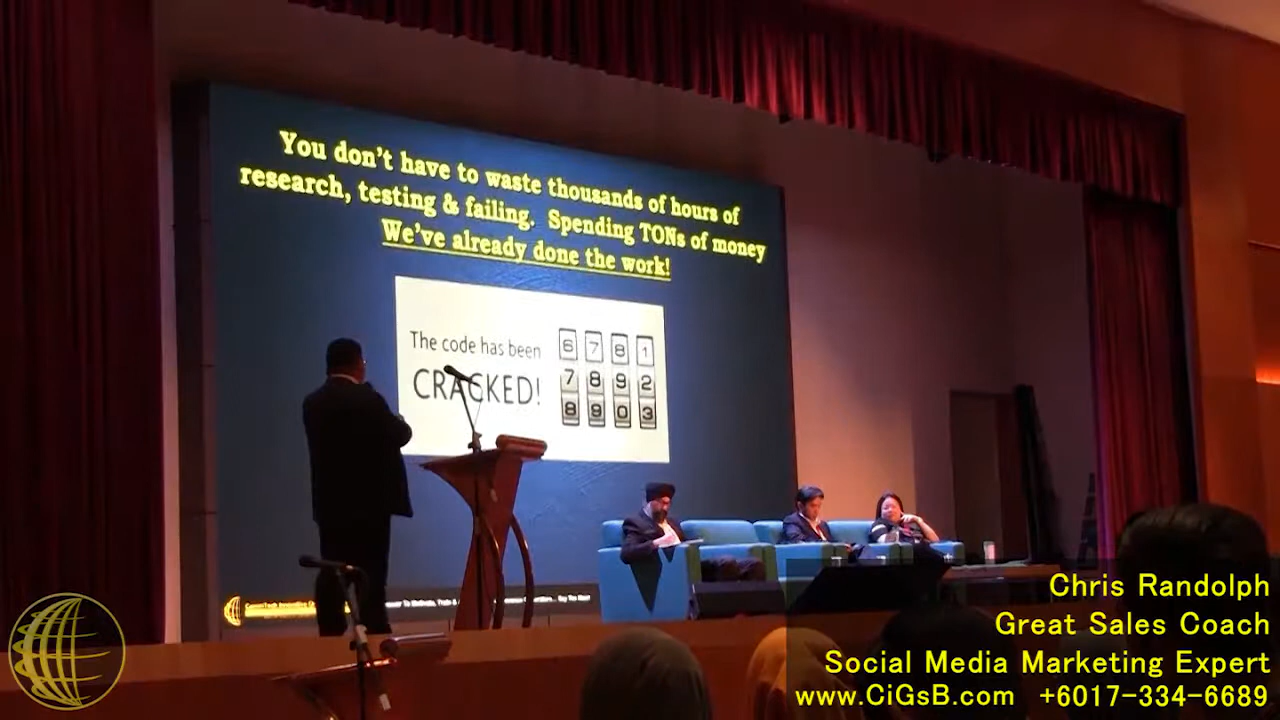 You don't have to waste thousands of hours of
research, testing & failing. Spending TONs of money
We've already done the work!
The code has been
CRACKED!
6 7 8 1
7 8 9 2
8 9 0 3
Chris Randolph
Great Sales Coach
Social Media Marketing Expert
www.CiGsB.com +6017-334-6689